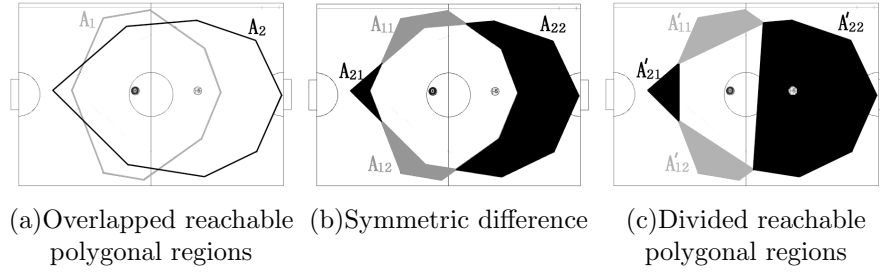 A₁
A₂
A₁₁
A₂₂
A₂₁
A₁₂
A′₁₁
A′₂₂
A′₂₁
A′₁₂
(a)Overlapped reachable
polygonal regions
(b)Symmetric difference
(c)Divided reachable
polygonal regions